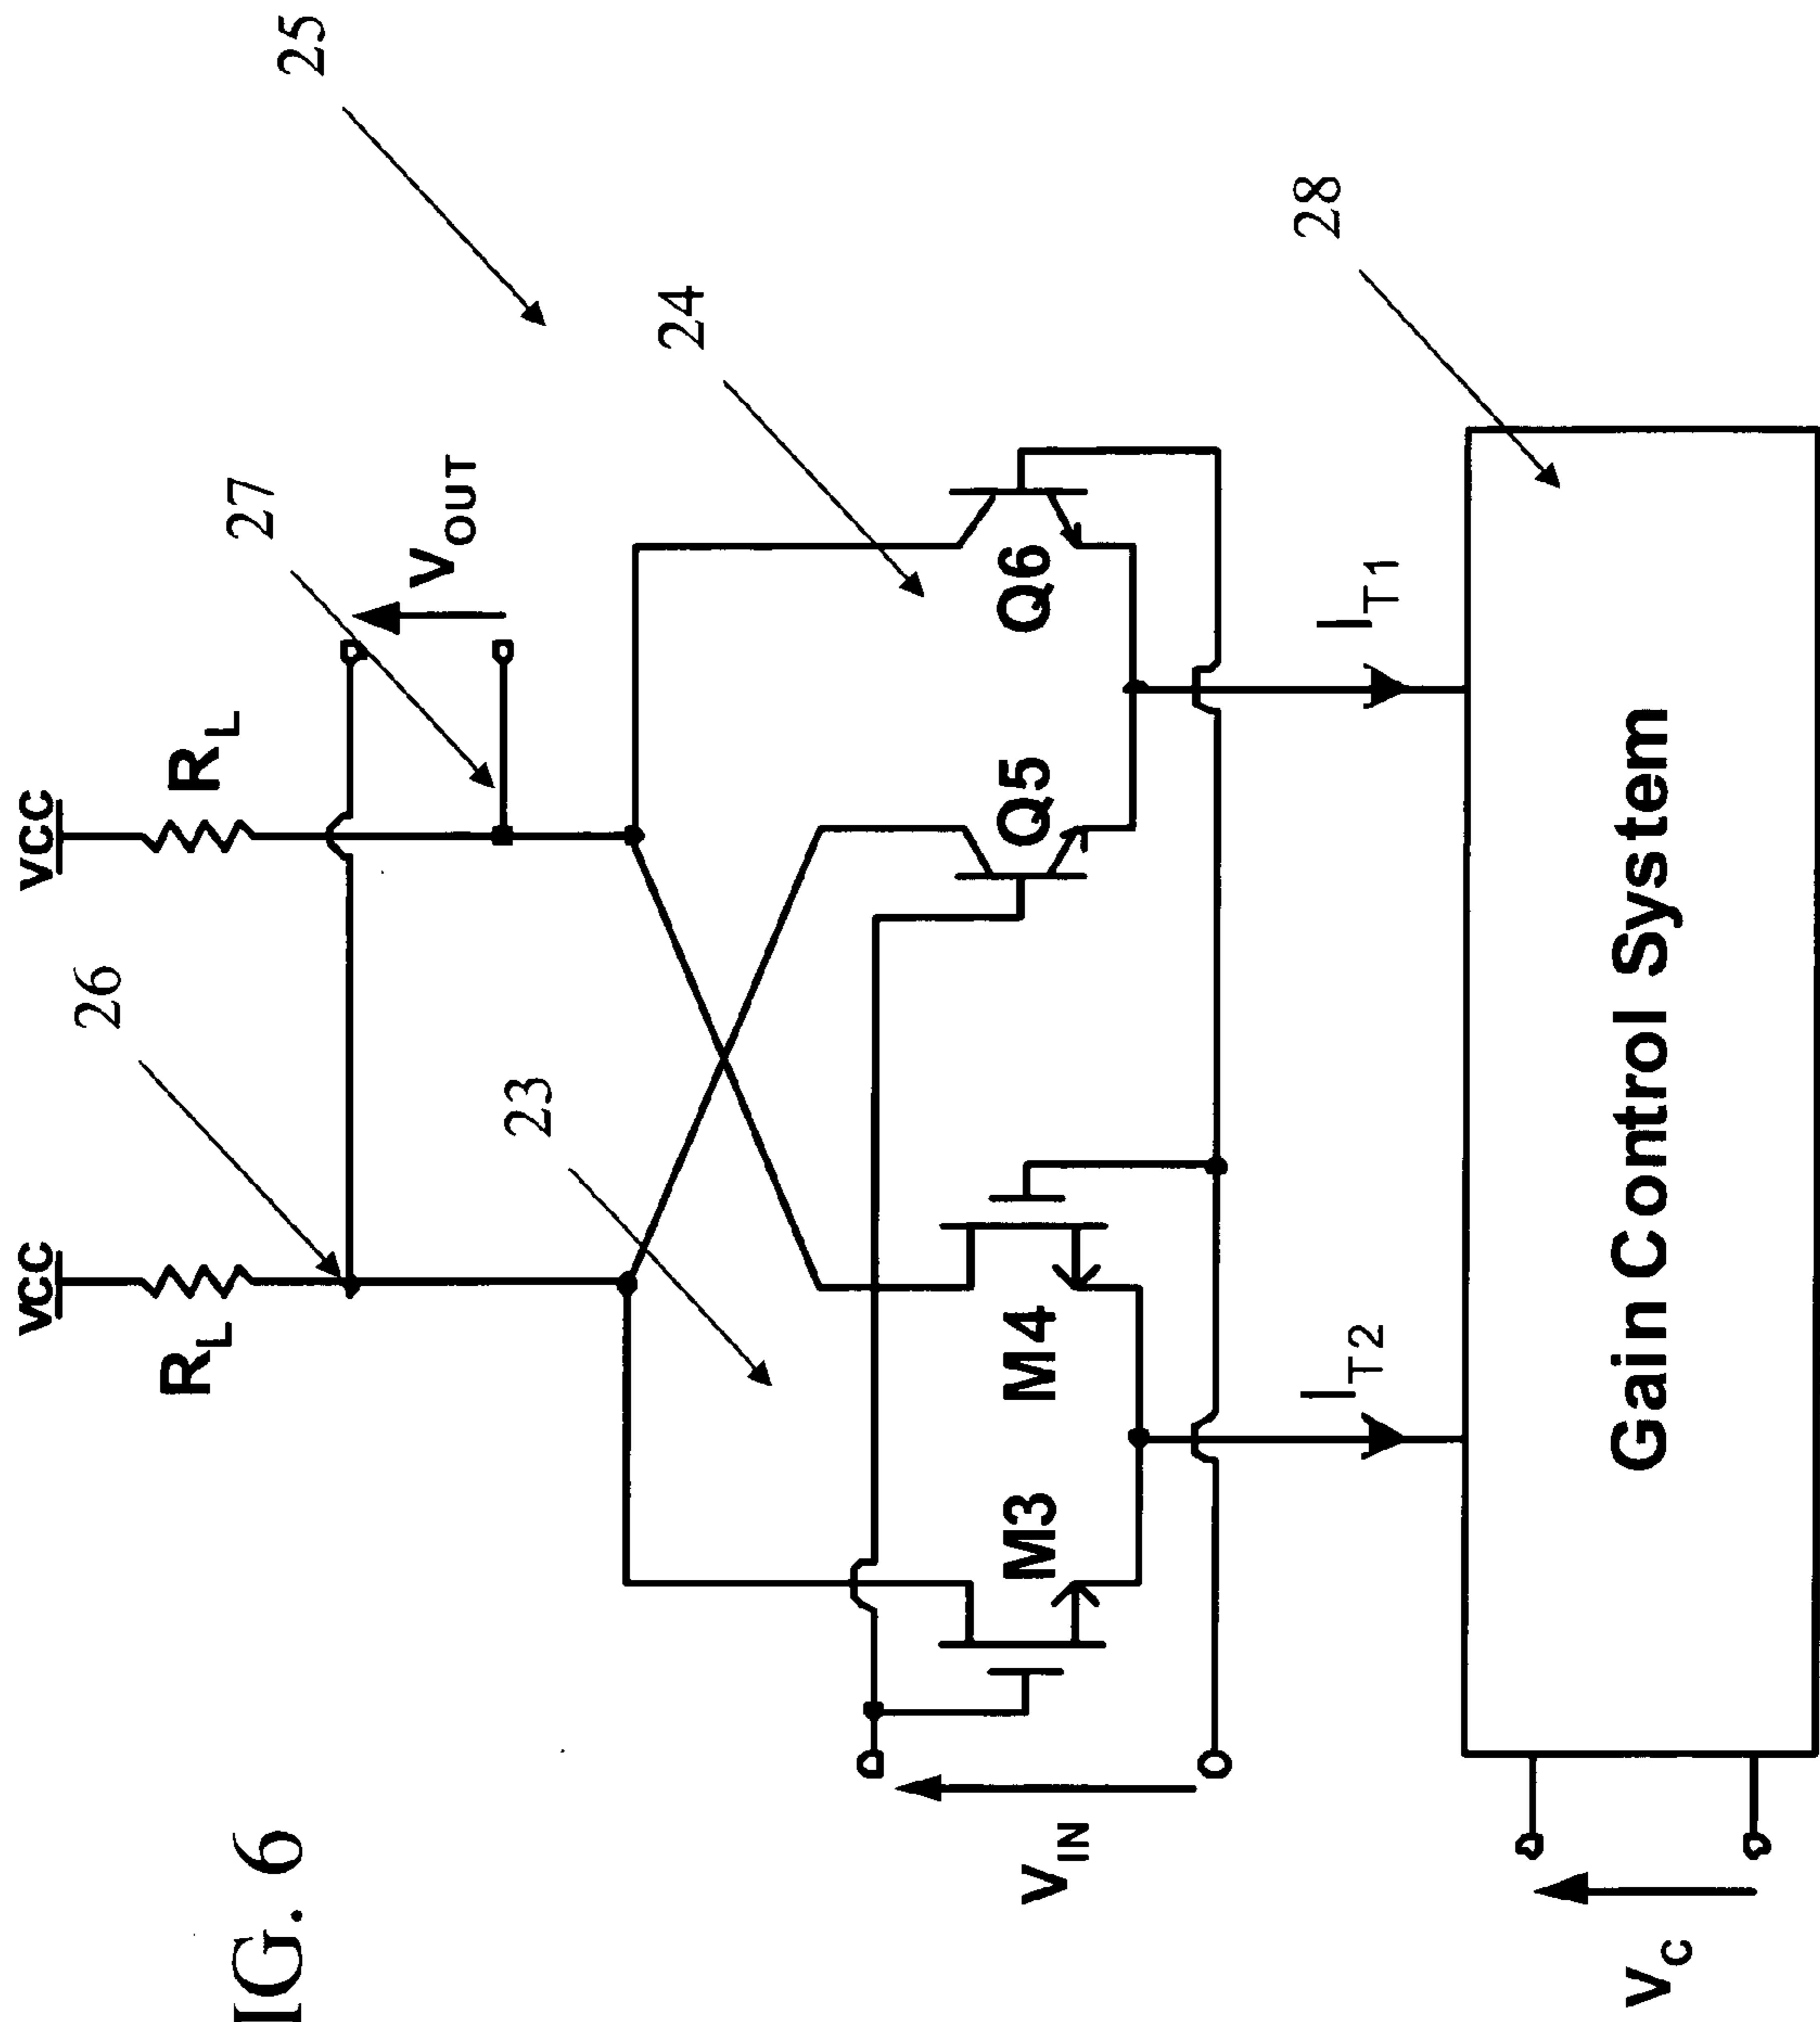 IG. 6
vcc
vcc
RL
RL
26
27
25
VOUT
23
24
VIN
M3
M4
Q5
Q6
IT2
IT1
28
VC
Gain Control System